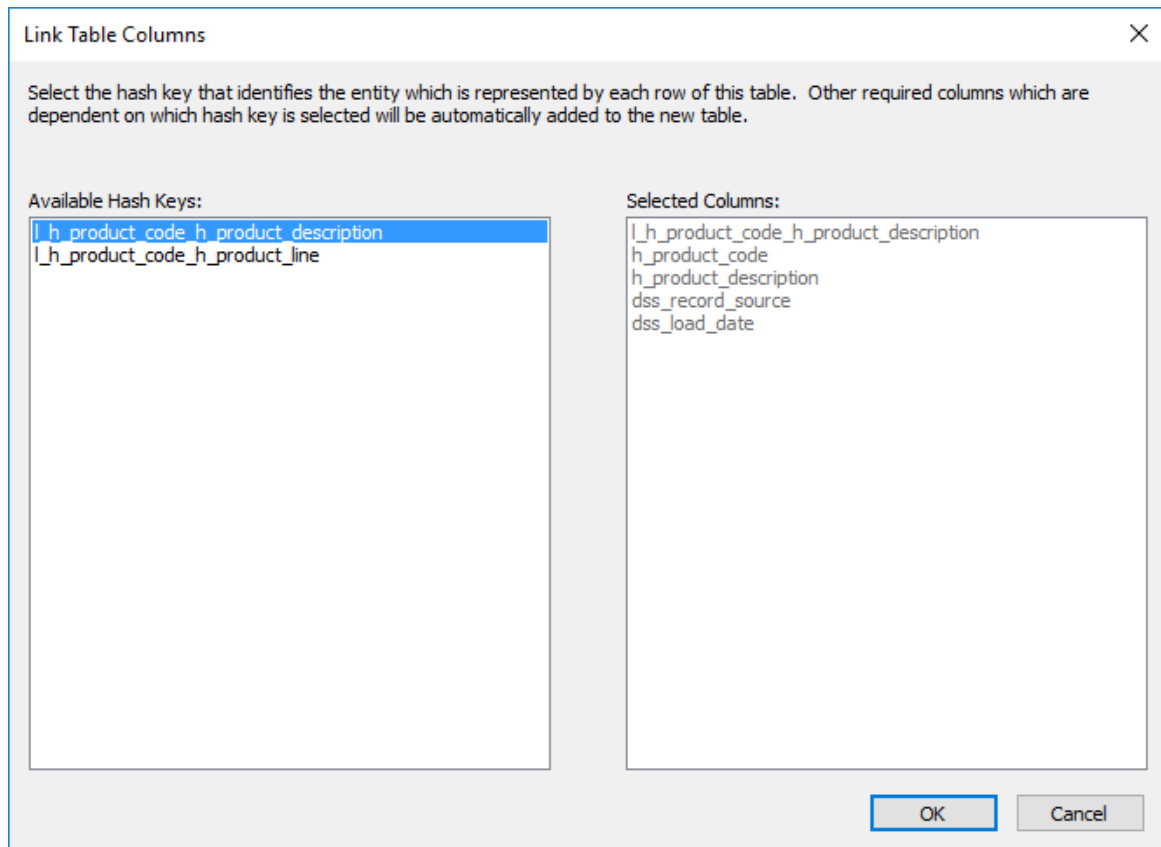 Link Table Columns
Select the hash key that identifies the entity which is represented by each row of this table.  Other required columns which are
dependent on which hash key is selected will be automatically added to the new table.
Available Hash Keys:
l_h_product_code_h_product_description
l_h_product_code_h_product_line
Selected Columns:
l_h_product_code_h_product_description
h_product_code
h_product_description
dss_record_source
dss_load_date
OK
Cancel